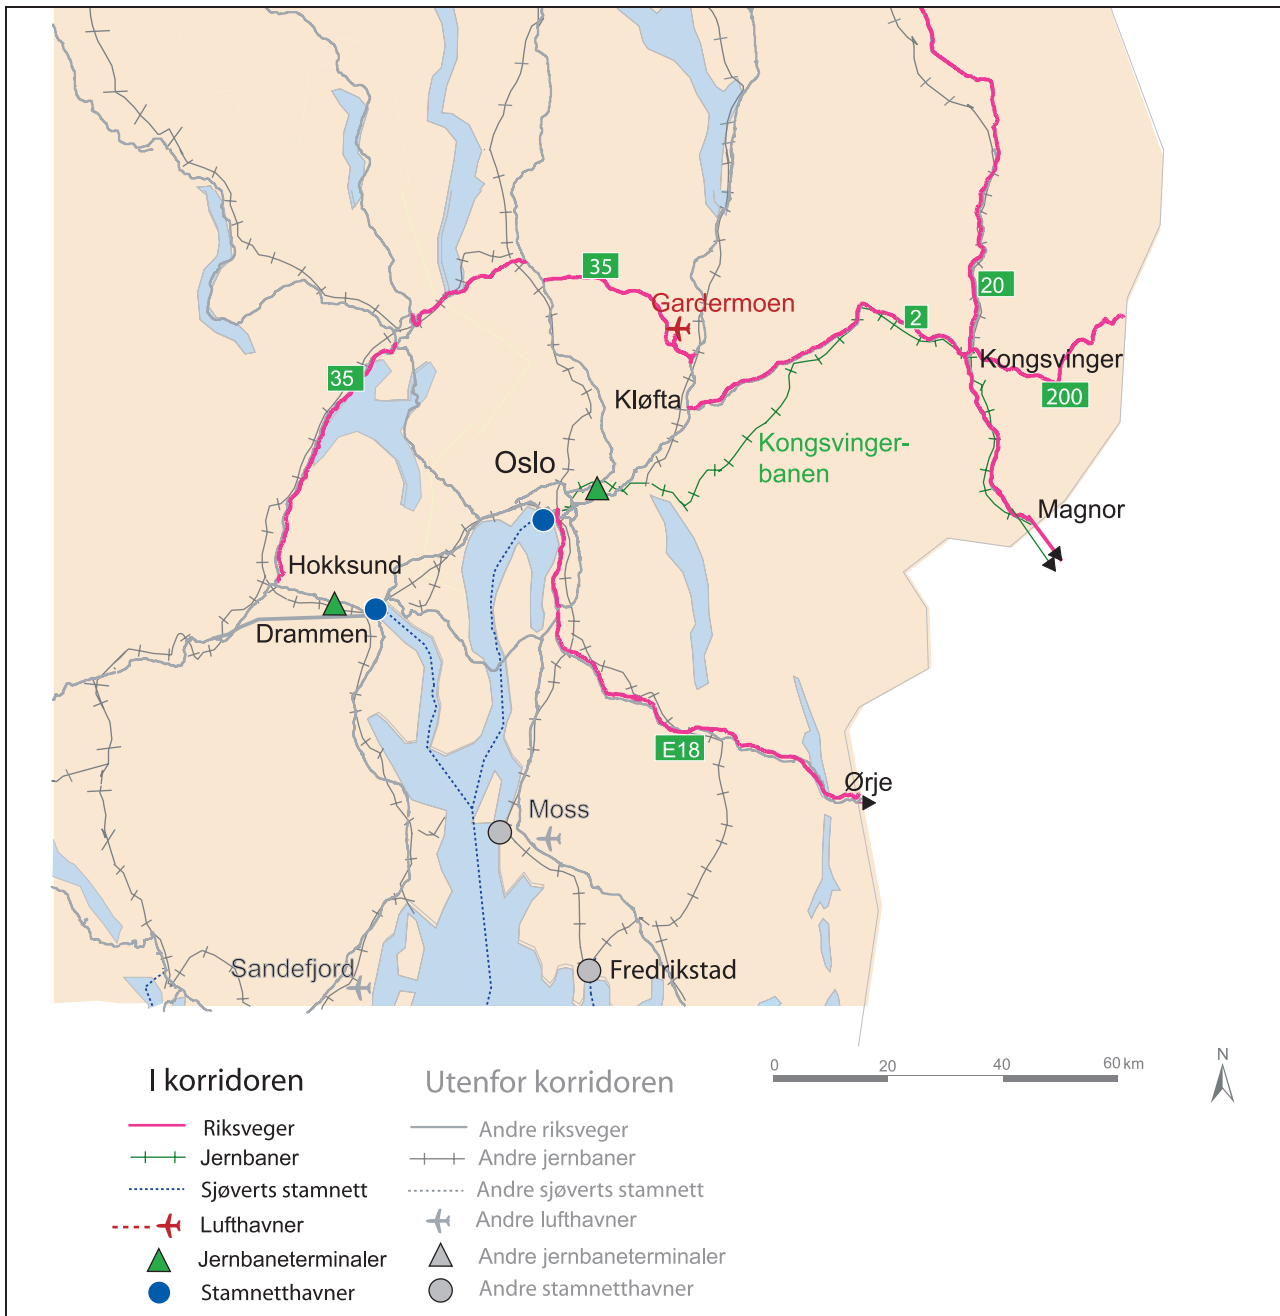 35
Gardermoen
20
2
Kongsvinger
35
200
Kløfta
Kongsvinger-
banen
Oslo
Magnor
Hokksund
Drammen
E18
Ørje
Moss
Sandefjord
Fredrikstad
0 20 40 60 km
N
I korridoren
Riksveger
Jernbaner
Sjøverts stamnett
Lufthavner
Jernbaneterminaler
Stamnetthavner
Utenfor korridoren
Andre riksveger
Andre jernbaner
Andre sjøverts stamnett
Andre lufthavner
Andre jernbaneterminaler
Andre stamnetthavner